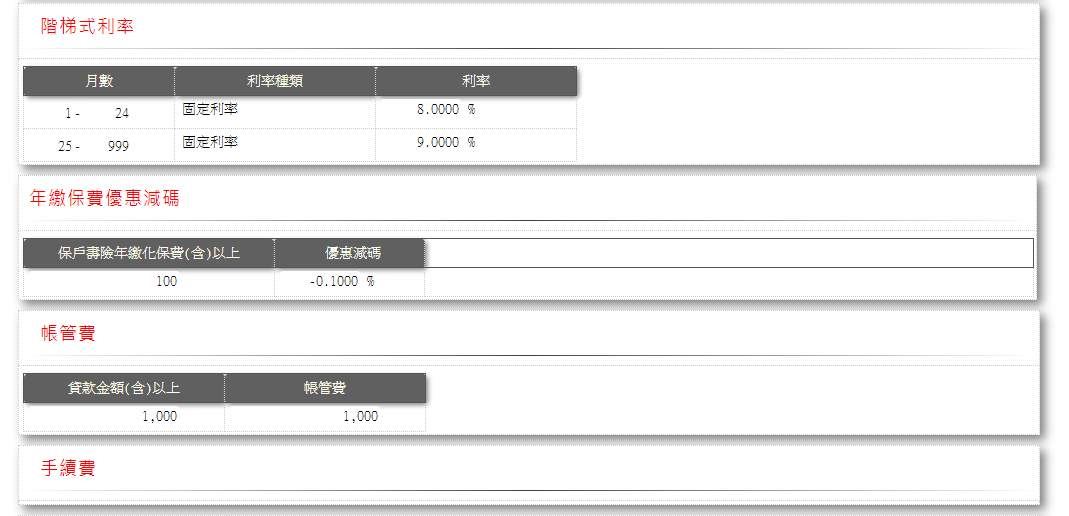 階梯式利率
月數 利率種類 利率
1 - 24 固定利率 8.0000 %
25 - 999 固定利率 9.0000 %
年繳保費優惠減碼
保戶壽險年繳化保費(含)以上 優惠減碼
100 -0.1000 %
帳管費
貸款金額(含)以上 帳管費
1,000 1,000
手續費